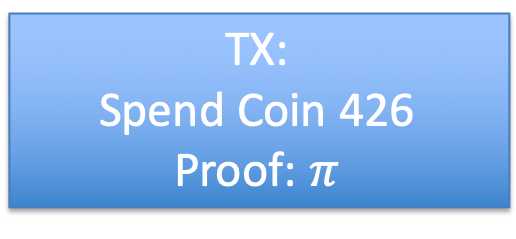 TX:
Spend Coin 426
Proof: π